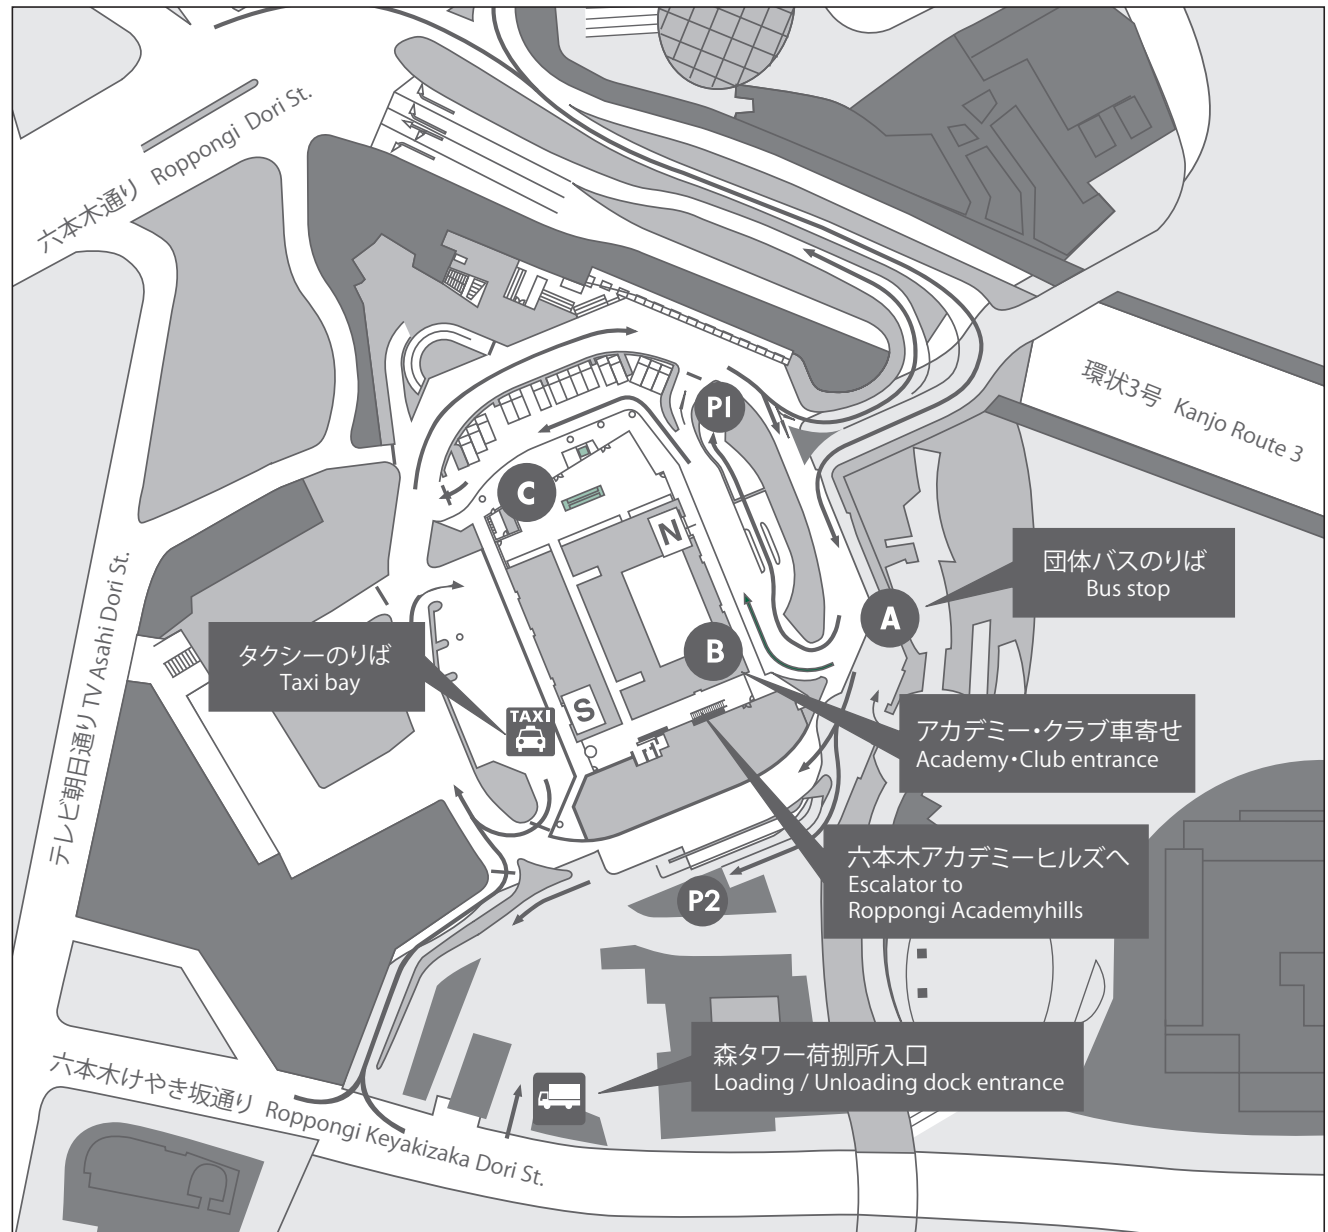 六本木通り Roppongi Dori St.
環状3号 Kanjo Route 3
P1
C
N
団体バスのりば
Bus stop
A
テレビ朝日通り TV Asahi Dori St.
タクシーのりば
Taxi bay
B
S
TAXI
アカデミー・クラブ車寄せ
Academy・Club entrance
六本木アカデミーヒルズへ
Escalator to
Roppongi Academyhills
P2
森タワー荷捌所入口
Loading / Unloading dock entrance
六本木けやき坂通り Roppongi Keyakizaka Dori St.